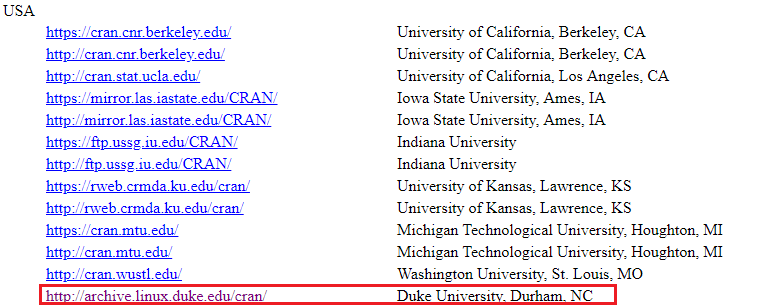 USA
https://cran.cnr.berkeley.edu/ University of California, Berkeley, CA
http://cran.cnr.berkeley.edu/ University of California, Berkeley, CA
http://cran.stat.ucla.edu/ University of California, Los Angeles, CA
https://mirror.las.iastate.edu/CRAN/ Iowa State University, Ames, IA
http://mirror.las.iastate.edu/CRAN/ Iowa State University, Ames, IA
https://ftp.ussg.iu.edu/CRAN/ Indiana University
http://ftp.ussg.iu.edu/CRAN/ Indiana University
https://rweb.crmda.ku.edu/cran/ University of Kansas, Lawrence, KS
http://rweb.crmda.ku.edu/cran/ University of Kansas, Lawrence, KS
https://cran.mtu.edu/ Michigan Technological University, Houghton, MI
http://cran.mtu.edu/ Michigan Technological University, Houghton, MI
http://cran.wustl.edu/ Washington University, St. Louis, MO
http://archive.linux.duke.edu/cran/ Duke University, Durham, NC